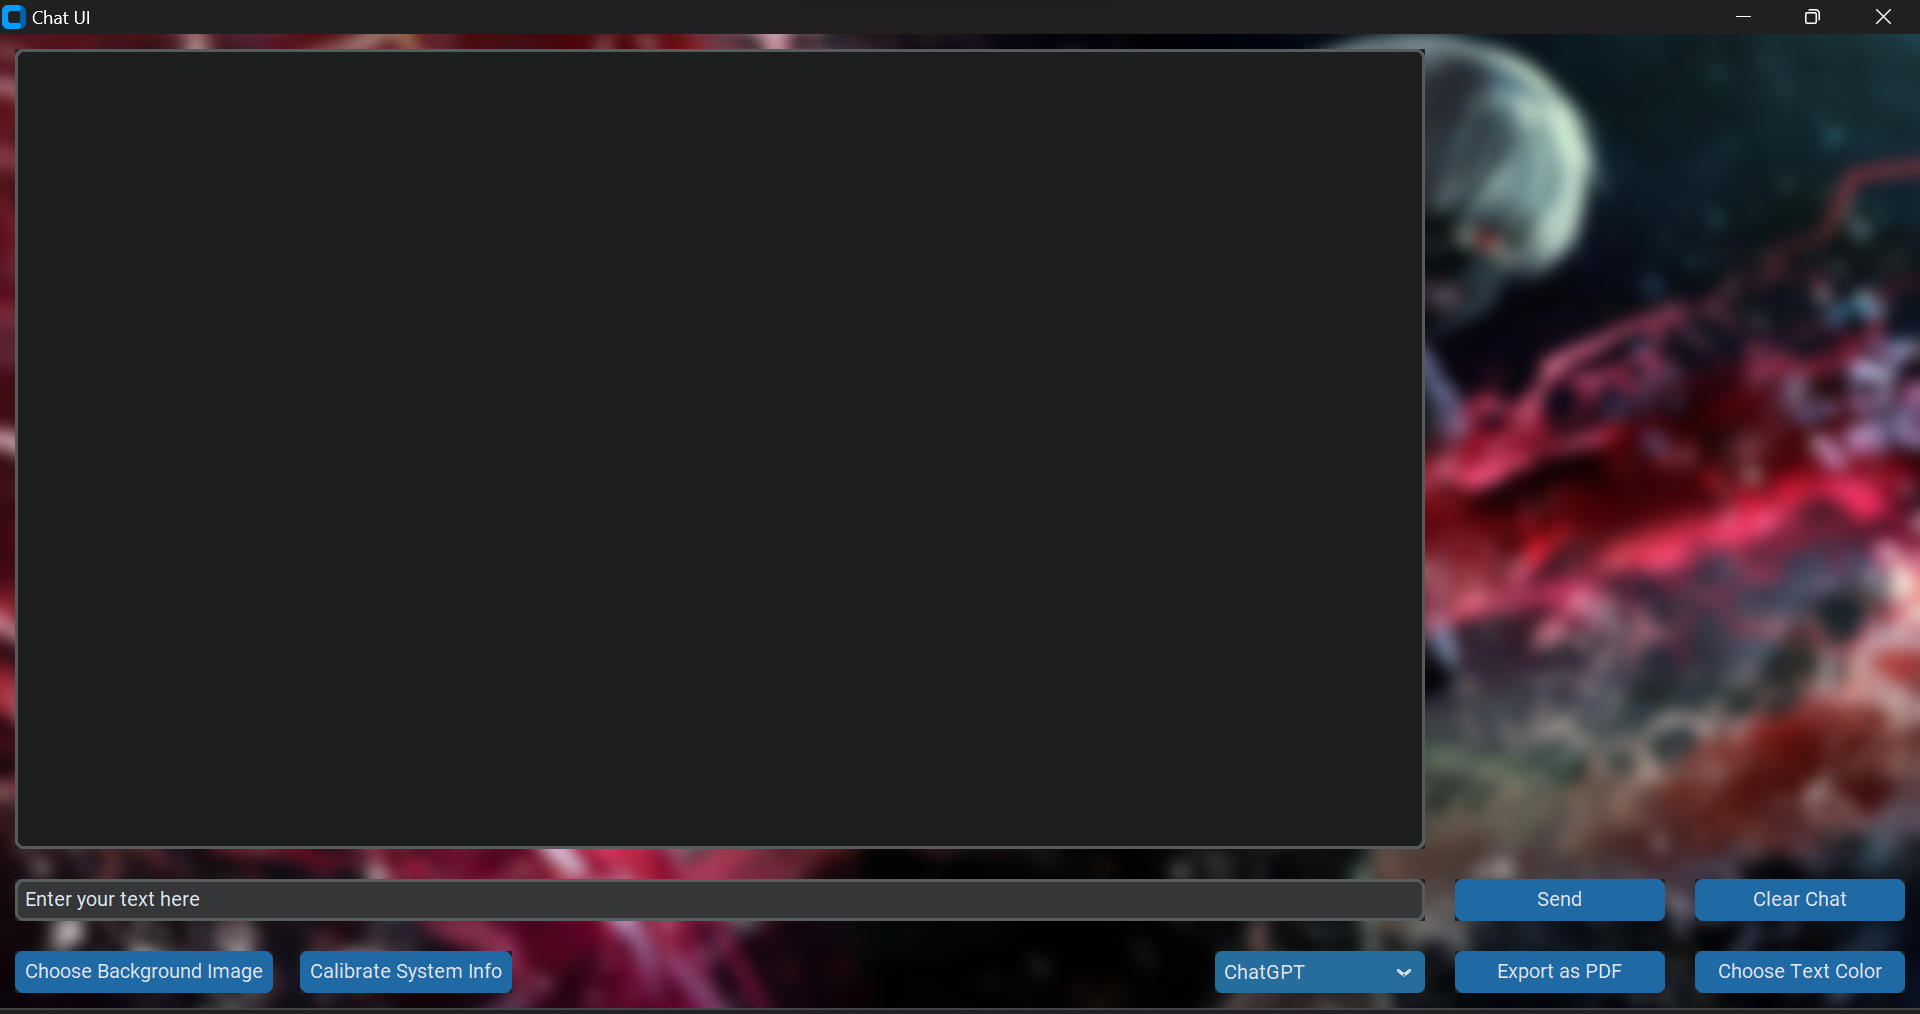 Chat UI
Enter your text here
Send
Clear Chat
Choose Background Image
Calibrate System Info
ChatGPT
Export as PDF
Choose Text Color